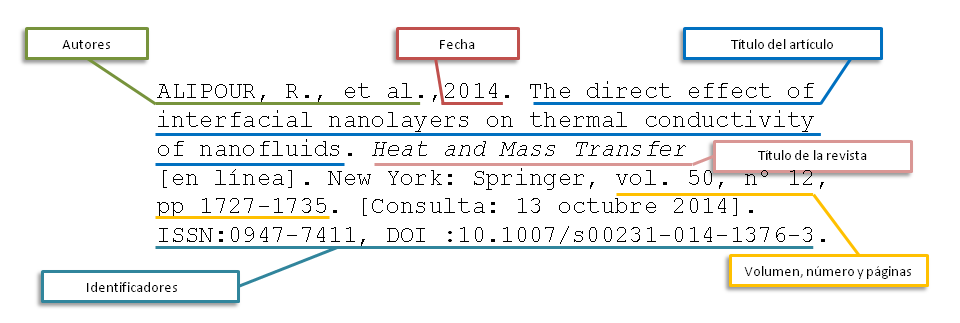 Autores
Fecha
Título del artículo
ALIPOUR, R., et al.,2014. The direct effect of
interfacial nanolayers on thermal conductivity
of nanofluids. Heat and Mass Transfer
Título de la revista
[en línea]. New York: Springer, vol. 50, nº 12,
pp 1727-1735. [Consulta: 13 octubre 2014].
ISSN:0947-7411, DOI :10.1007/s00231-014-1376-3.
Volumen, número y páginas
Identificadores